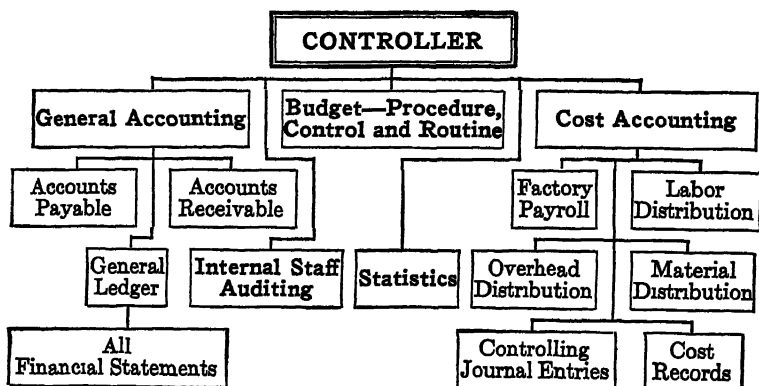 CONTROLLER
General Accounting
Budget—Procedure,
Control and Routine
Cost Accounting
Accounts
Payable
Accounts
Receivable
Factory
Payroll
Labor
Distribution
General
Ledger
Internal Staff
Auditing
Statistics
Overhead
Distribution
Material
Distribution
All
Financial Statements
Controlling
Journal Entries
Cost
Records